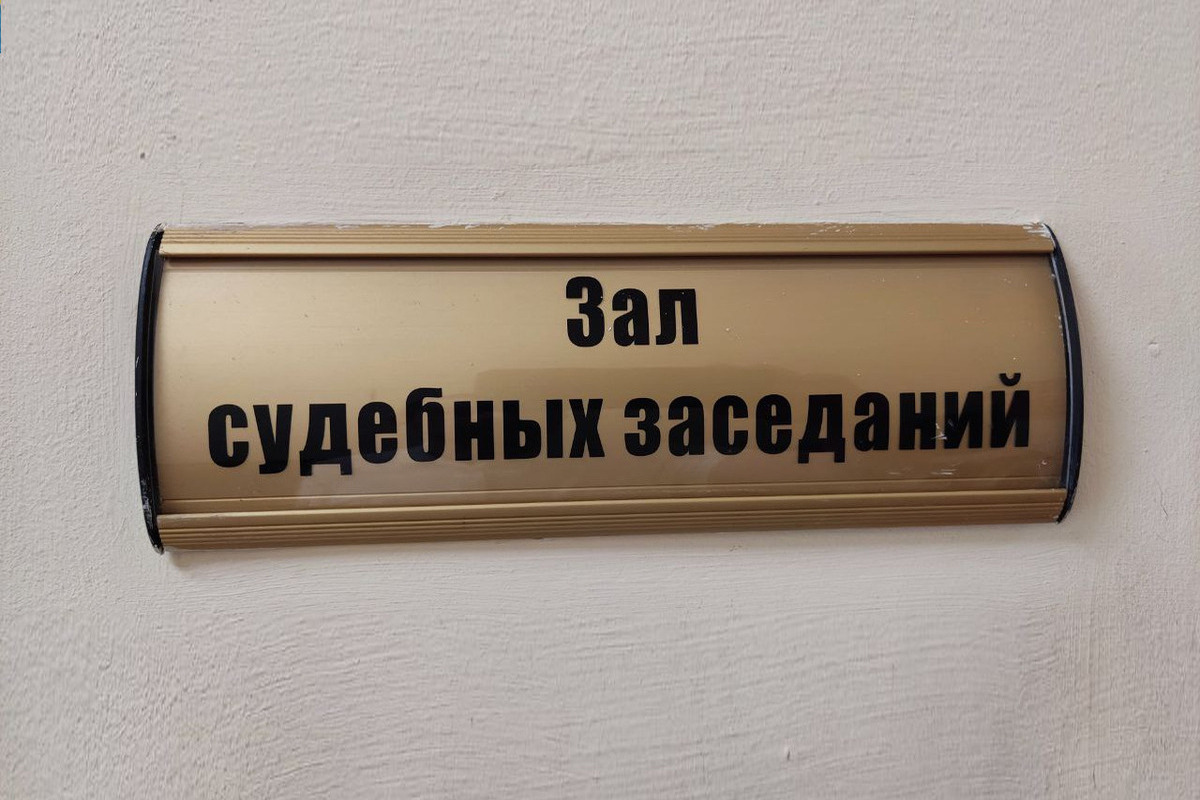 Зал
судебных заседаний